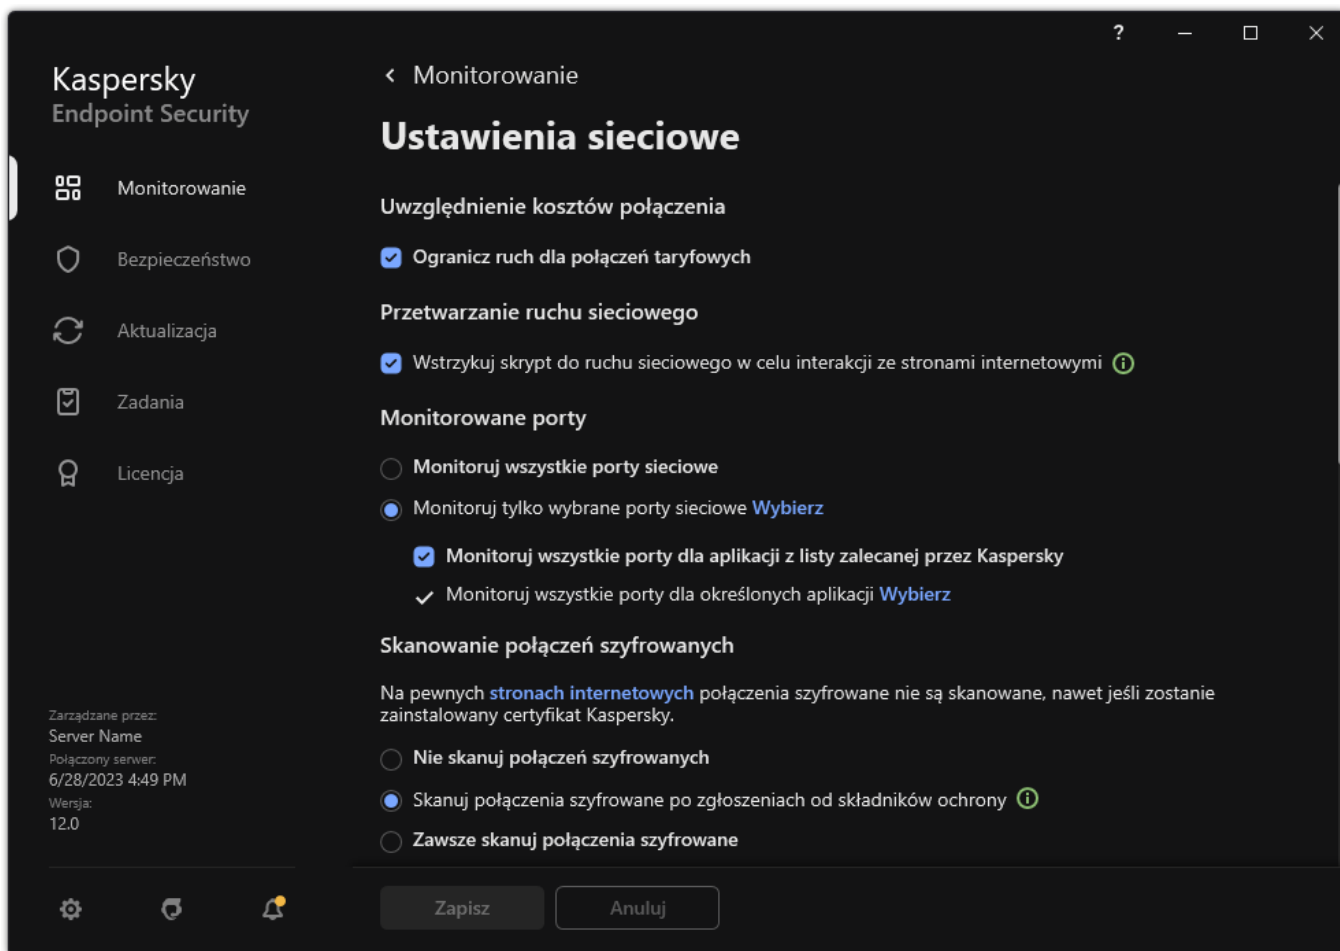 ?
Kaspersky
Endpoint Security
Monitorowanie
Bezpieczeństwo
Aktualizacja
Zadania
Licencja
Zarządzane przez:
Server Name
Połączony serwer:
6/28/2023 4:49 PM
Wersja:
12.0
Monitorowanie
Ustawienia sieciowe
Uwzględnienie kosztów połączenia
Ogranicz ruch dla połączeń taryfowych
Przetwarzanie ruchu sieciowego
Wstrzykuj skrypt do ruchu sieciowego w celu interakcji ze stronami internetowymi
Monitorowane porty
Monitoruj wszystkie porty sieciowe
Monitoruj tylko wybrane porty sieciowe Wybierz
Monitoruj wszystkie porty dla aplikacji z listy zalecanej przez Kaspersky
Monitoruj wszystkie porty dla określonych aplikacji Wybierz
Skanowanie połączeń szyfrowanych
Na pewnych stronach internetowych połączenia szyfrowane nie są skanowane, nawet jeśli zostanie
zainstalowany certyfikat Kaspersky.
Nie skanuj połączeń szyfrowanych
Skanuj połączenia szyfrowane po zgłoszeniach od składników ochrony
Zawsze skanuj połączenia szyfrowane
Zapisz
Anuluj